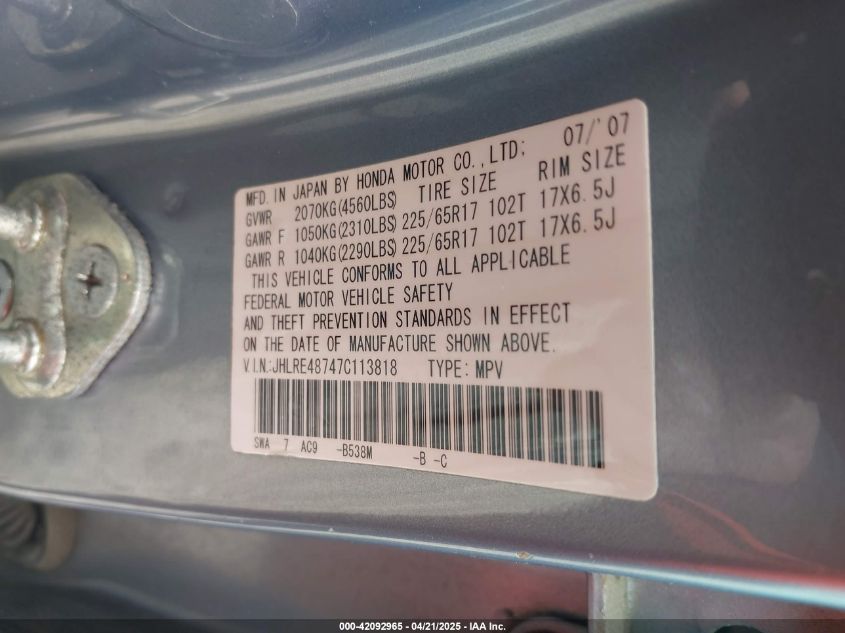 MFD. IN JAPAN BY HONDA MOTOR CO., LTD; 07/'07
GVWR 2070KG(4560LBS) TIRE SIZE RIM SIZE
GAWR F 1050KG(2310LBS) 225/65R17 102T 17X6.5J
GAWR R 1040KG(2290LBS) 225/65R17 102T 17X6.5J
THIS VEHICLE CONFORMS TO ALL APPLICABLE
FEDERAL MOTOR VEHICLE SAFETY
AND THEFT PREVENTION STANDARDS IN EFFECT
ON THE DATE OF MANUFACTURE SHOWN ABOVE.
V.I.N.:JHLRE48747C113818 TYPE: MPV
SWA 7 AC9 -B538M -B -C
000-42092965 - 04/21/2025 - IAA Inc.